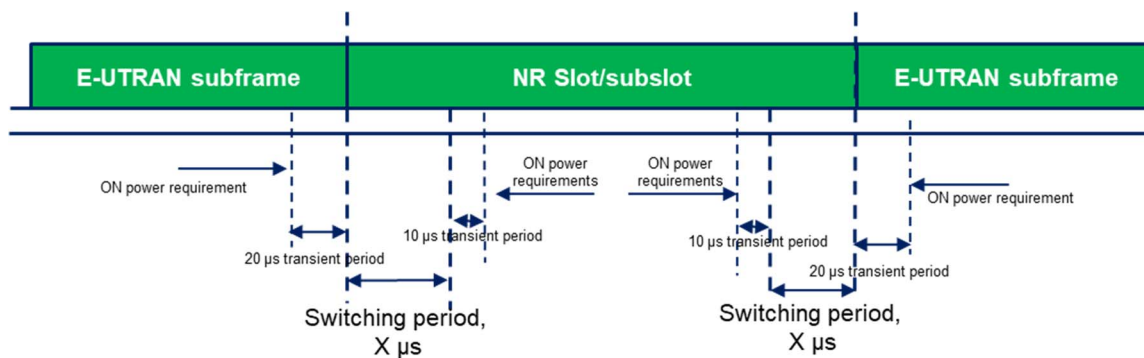 E-UTRAN subframe
NR Slot/subslot
E-UTRAN subframe
ON power requirement
ON power
requirements
ON power
requirements
ON power requirement
10 µs transient period
10 µs transient period
20 µs transient period
20 µs transient period
Switching period,
X µs
Switching period,
X µs